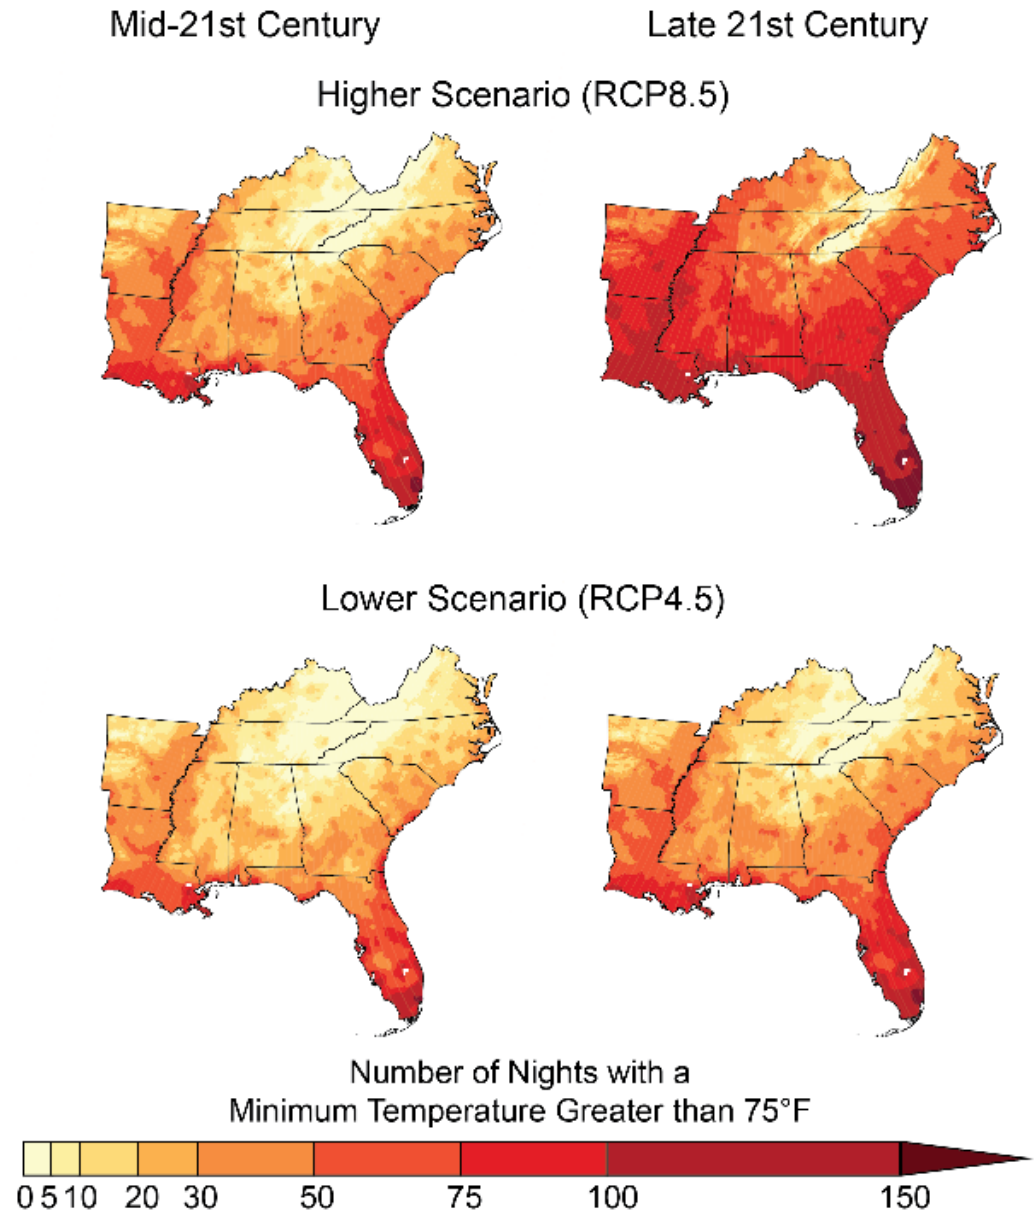 Mid-21st Century
Late 21st Century
Higher Scenario (RCP8.5)
Lower Scenario (RCP4.5)
Number of Nights with a
Minimum Temperature Greater than 75°F
0 5 10 20 30 50 75 100 150